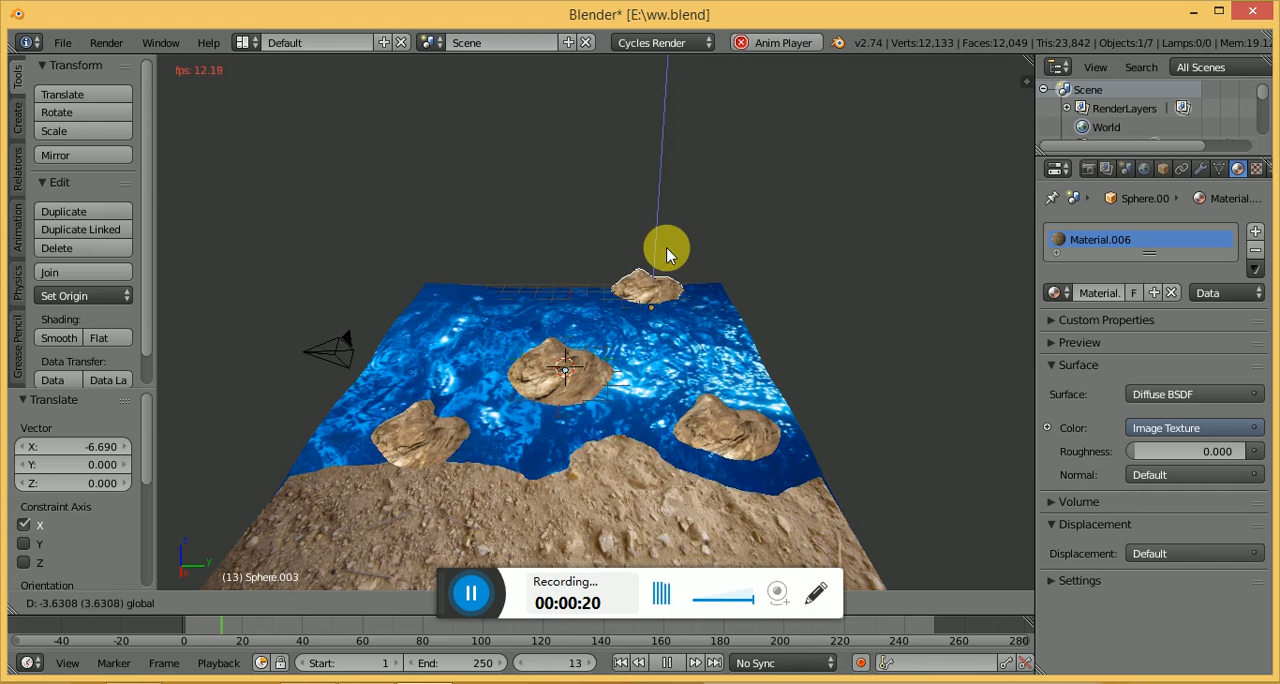 Blender* [E:\ww.blend]
File Render Window Help Default Scene Cycles Render Anim Player v2.74 | Verts:12,133 | Faces:12,049 | Tris:23,842 | Objects:1/7 | Lamps:0/0 | Mem:19.1
Tools
Create
Relations
Animation
Physics
Grease Pencil
Transform
Translate
Rotate
Scale
Mirror
Edit
Duplicate
Duplicate Linked
Delete
Join
Set Origin
Shading:
Smooth Flat
Data Transfer:
Data Data La
Translate
Vector
X: -6.690
Y: 0.000
Z: 0.000
Constraint Axis
X
Y
Z
Orientation
fps: 12.18
z
y
x
(13) Sphere.003
D: -3.6308 (3.6308) global
Recording...
00:00:20
View Search All Scenes
Scene
RenderLayers
World
Sphere.00 Material....
Material.006
Material. F Data
Custom Properties
Preview
Surface
Surface: Diffuse BSDF
Color: Image Texture
Roughness: 0.000
Normal: Default
Volume
Displacement
Displacement: Default
Settings
-40 -20 0 20 40 60 80 100 120 140 160 180 200 220 240 260 280
View Marker Frame Playback Start: 1 End: 250 13 No Sync